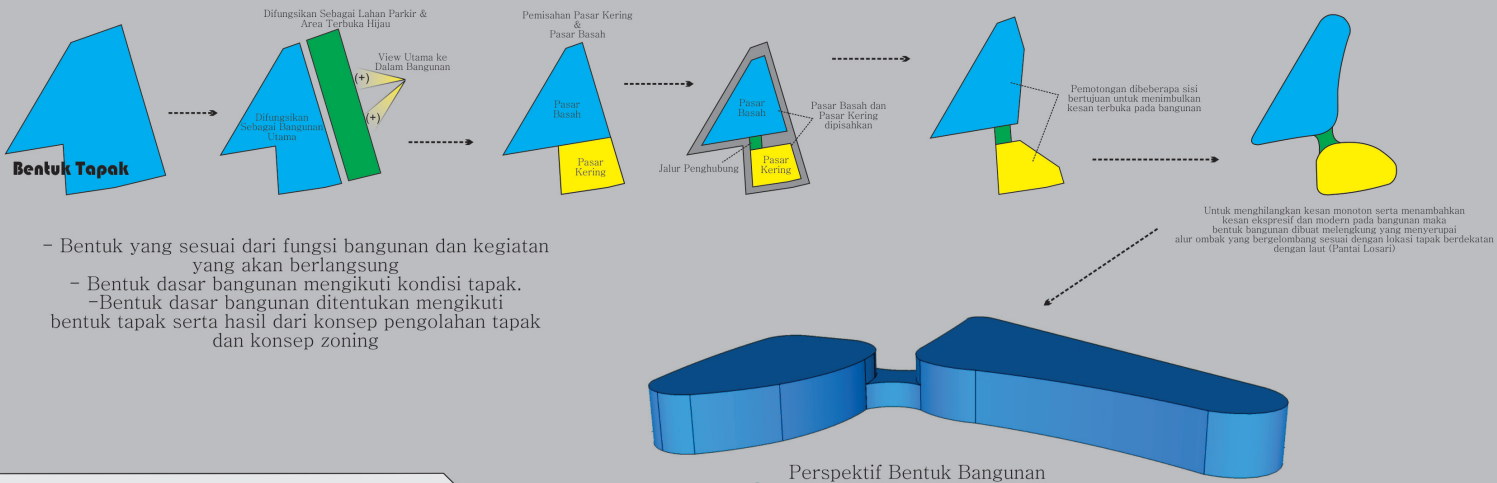 Bentuk Tapak
Difungsikan Sebagai Lahan Parkir &
Area Terbuka Hijau
View Utama ke
Dalam Bangunan
(+)
(+)
Difungsikan
Sebagai Bangunan
Utama
Pemisahan Pasar Kering
&
Pasar Basah
Pasar
Basah
Pasar
Kering
Pasar
Basah
Pasar
Kering
Jalur Penghubung
Pasar Basah dan
Pasar Kering
dipisahkan
Pemotongan dibeberapa sisi
bertujuan untuk menimbulkan
kesan terbuka pada bangunan
Untuk menghilangkan kesan monoton serta menambahkan
kesan ekspresif dan modern pada bangunan maka
bentuk bangunan dibuat melengkung yang menyerupai
alur ombak yang bergelombang sesuai dengan lokasi tapak berdekatan
dengan laut (Pantai Losari)
- Bentuk yang sesuai dari fungsi bangunan dan kegiatan
yang akan berlangsung
- Bentuk dasar bangunan mengikuti kondisi tapak.
-Bentuk dasar bangunan ditentukan mengikuti
bentuk tapak serta hasil dari konsep pengolahan tapak
dan konsep zoning
Perspektif Bentuk Bangunan